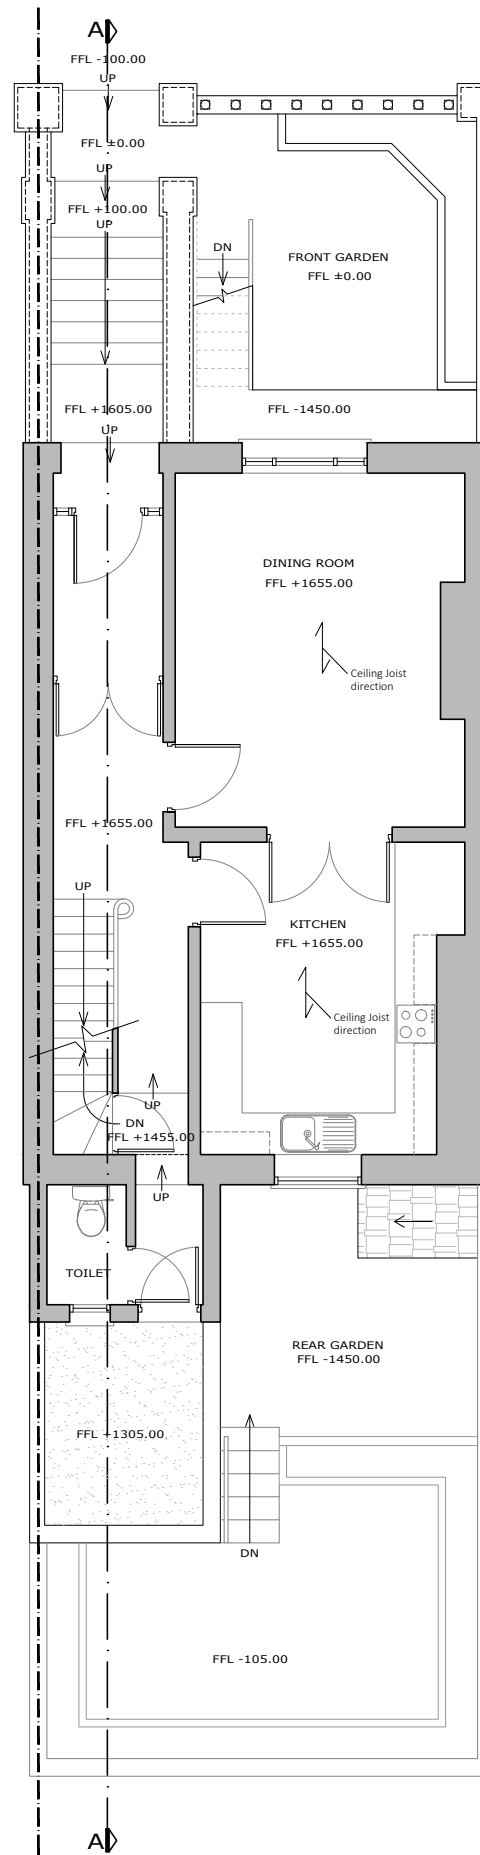 A
FFL -100.00
UP
FFL ±0.00
UP
FFL +100.00
UP
DN
FRONT GARDEN
FFL ±0.00
FFL +1605.00
FFL -1450.00
UP
DINING ROOM
FFL +1655.00
Ceiling Joist
direction
FFL +1655.00
UP
KITCHEN
FFL +1655.00
Ceiling Joist
direction
UP
DN
FFL +1455.00
UP
TOILET
REAR GARDEN
FFL -1450.00
FFL +1305.00
DN
FFL -105.00
A